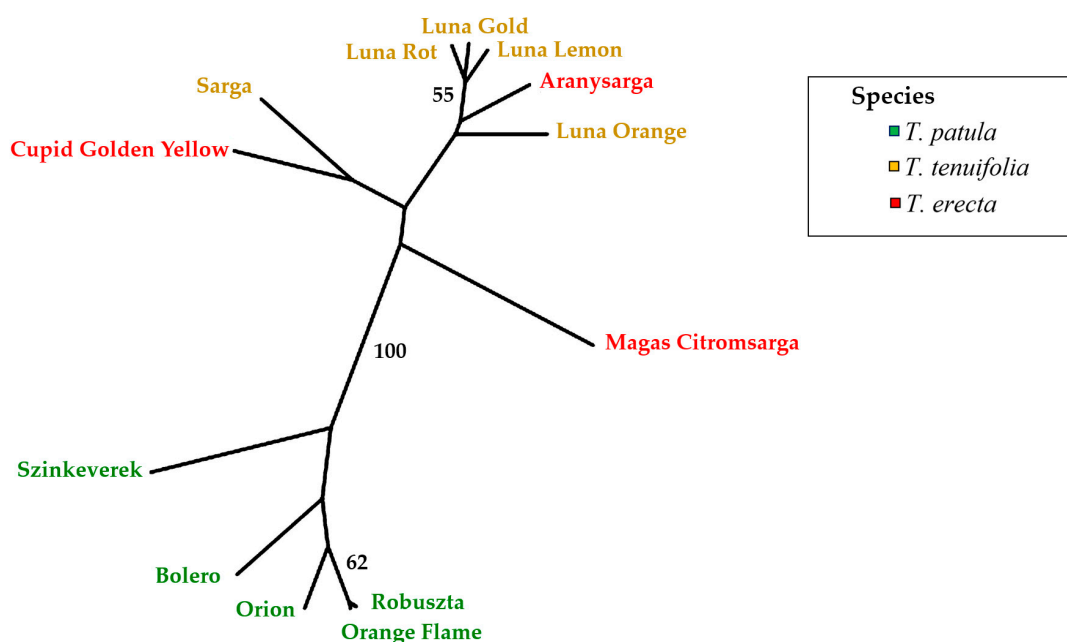 Luna Gold
Luna Rot
Luna Lemon
Sarga
55
Aranysarga
Species
T. patula
T. tenuifolia
T. erecta
Luna Orange
Cupid Golden Yellow
Magas Citromsarga
100
Szinkeverek
62
Bolero
Orion
Robuszta
Orange Flame